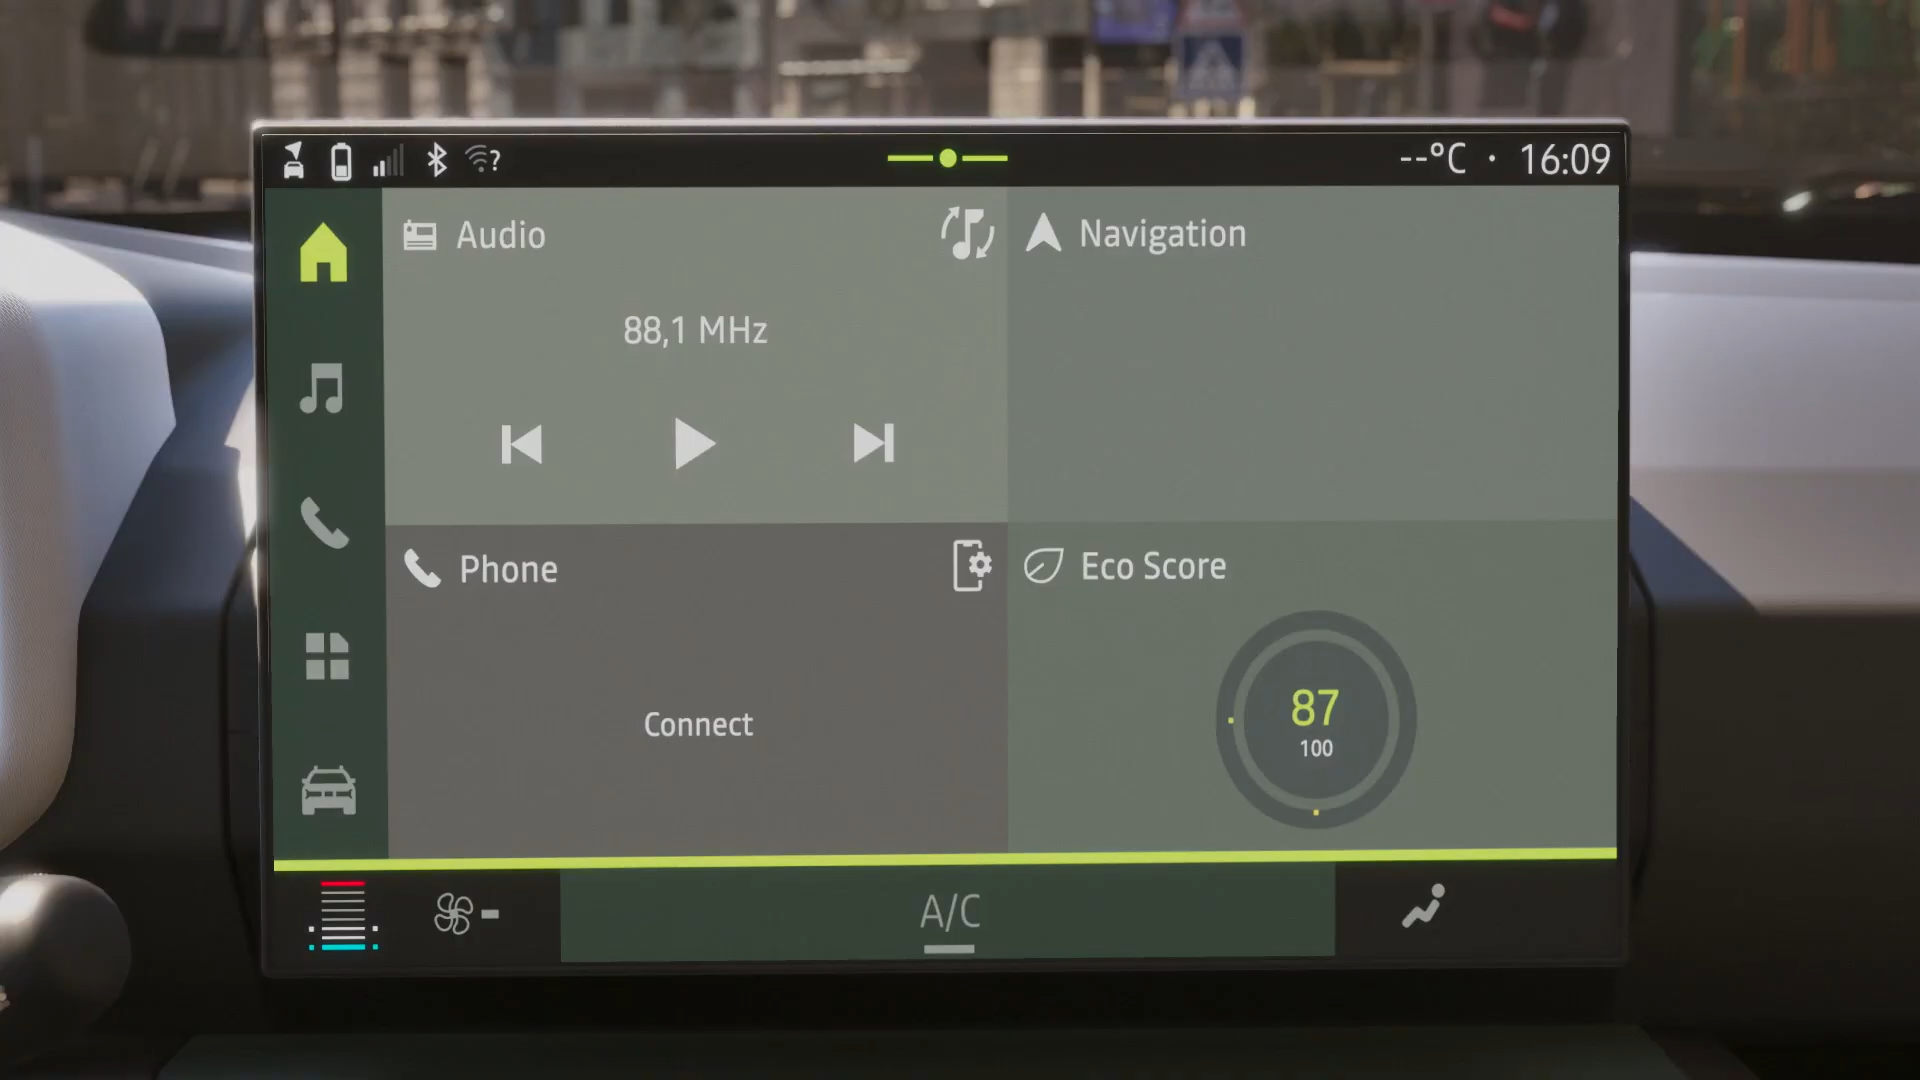 ? --°C · 16:09
Audio
Navigation
88,1 MHz
Phone
Eco Score
Connect
87
100
A/C